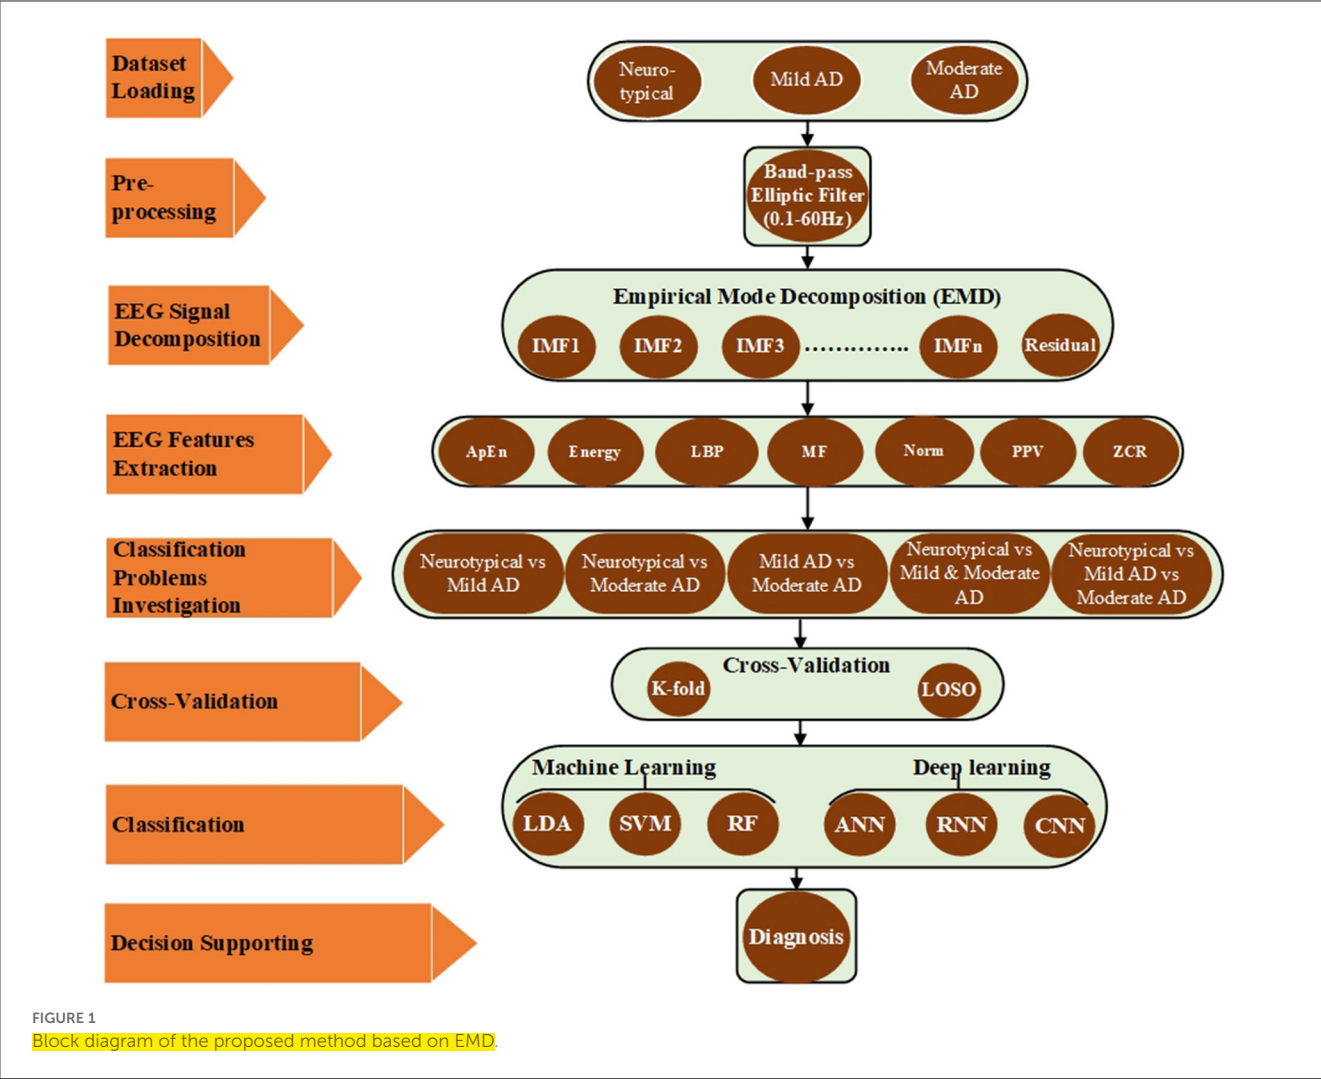 Dataset
Loading
Neuro-
typical
Mild AD
Moderate
AD
Pre-
processing
Band-pass
Elliptic Filter
(0.1-60Hz)
EEG Signal
Decomposition
Empirical Mode Decomposition (EMD)
IMF1 IMF2 IMF3 .............. IMFn Residual
EEG Features
Extraction
ApEn Energy LBP MF Norm PPV ZCR
Classification
Problems
Investigation
Neurotypical vs
Mild AD
Neurotypical vs
Moderate AD
Mild AD vs
Moderate AD
Neurotypical vs
Mild & Moderate
AD
Neurotypical vs
Mild AD vs
Moderate AD
Cross-Validation
Cross-Validation
K-fold LOSO
Classification
Machine Learning Deep learning
LDA SVM RF ANN RNN CNN
Decision Supporting
Diagnosis
FIGURE 1
Block diagram of the proposed method based on EMD.